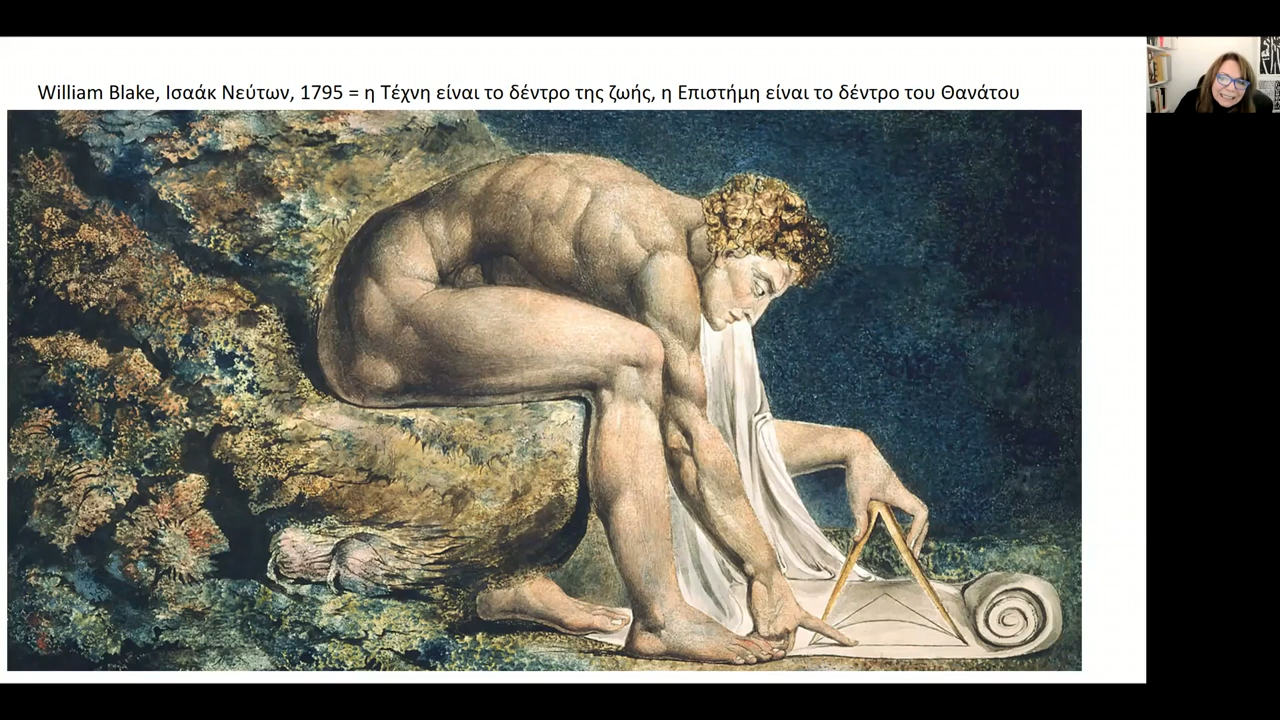 William Blake, Ισαάκ Νεύτων, 1795 = η Τέχνη είναι το δέντρο της ζωής, η Επιστήμη είναι το δέντρο του Θανάτου